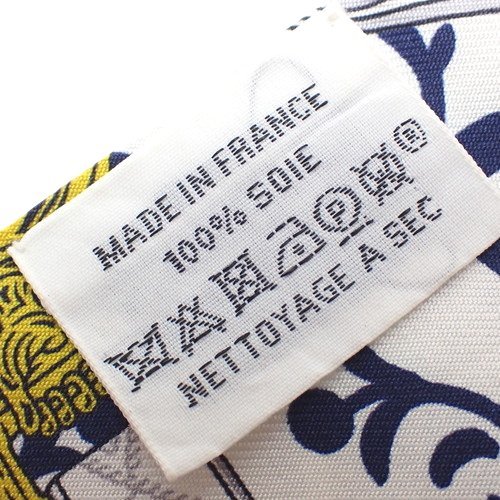 MADE IN FRANCE
100% SOIE
P ®
NETTOYAGE A SEC